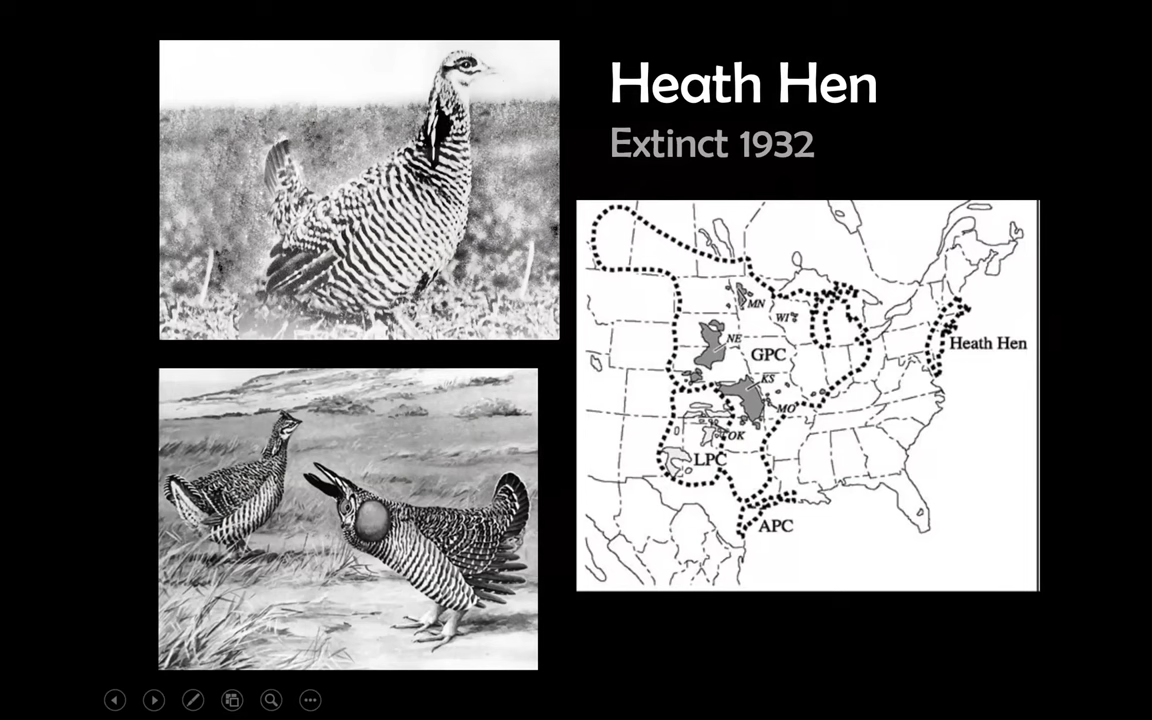 Heath Hen
Extinct 1932
MN
WI
Heath Hen
NE
GPC
KS
MO
OK
LPC
APC